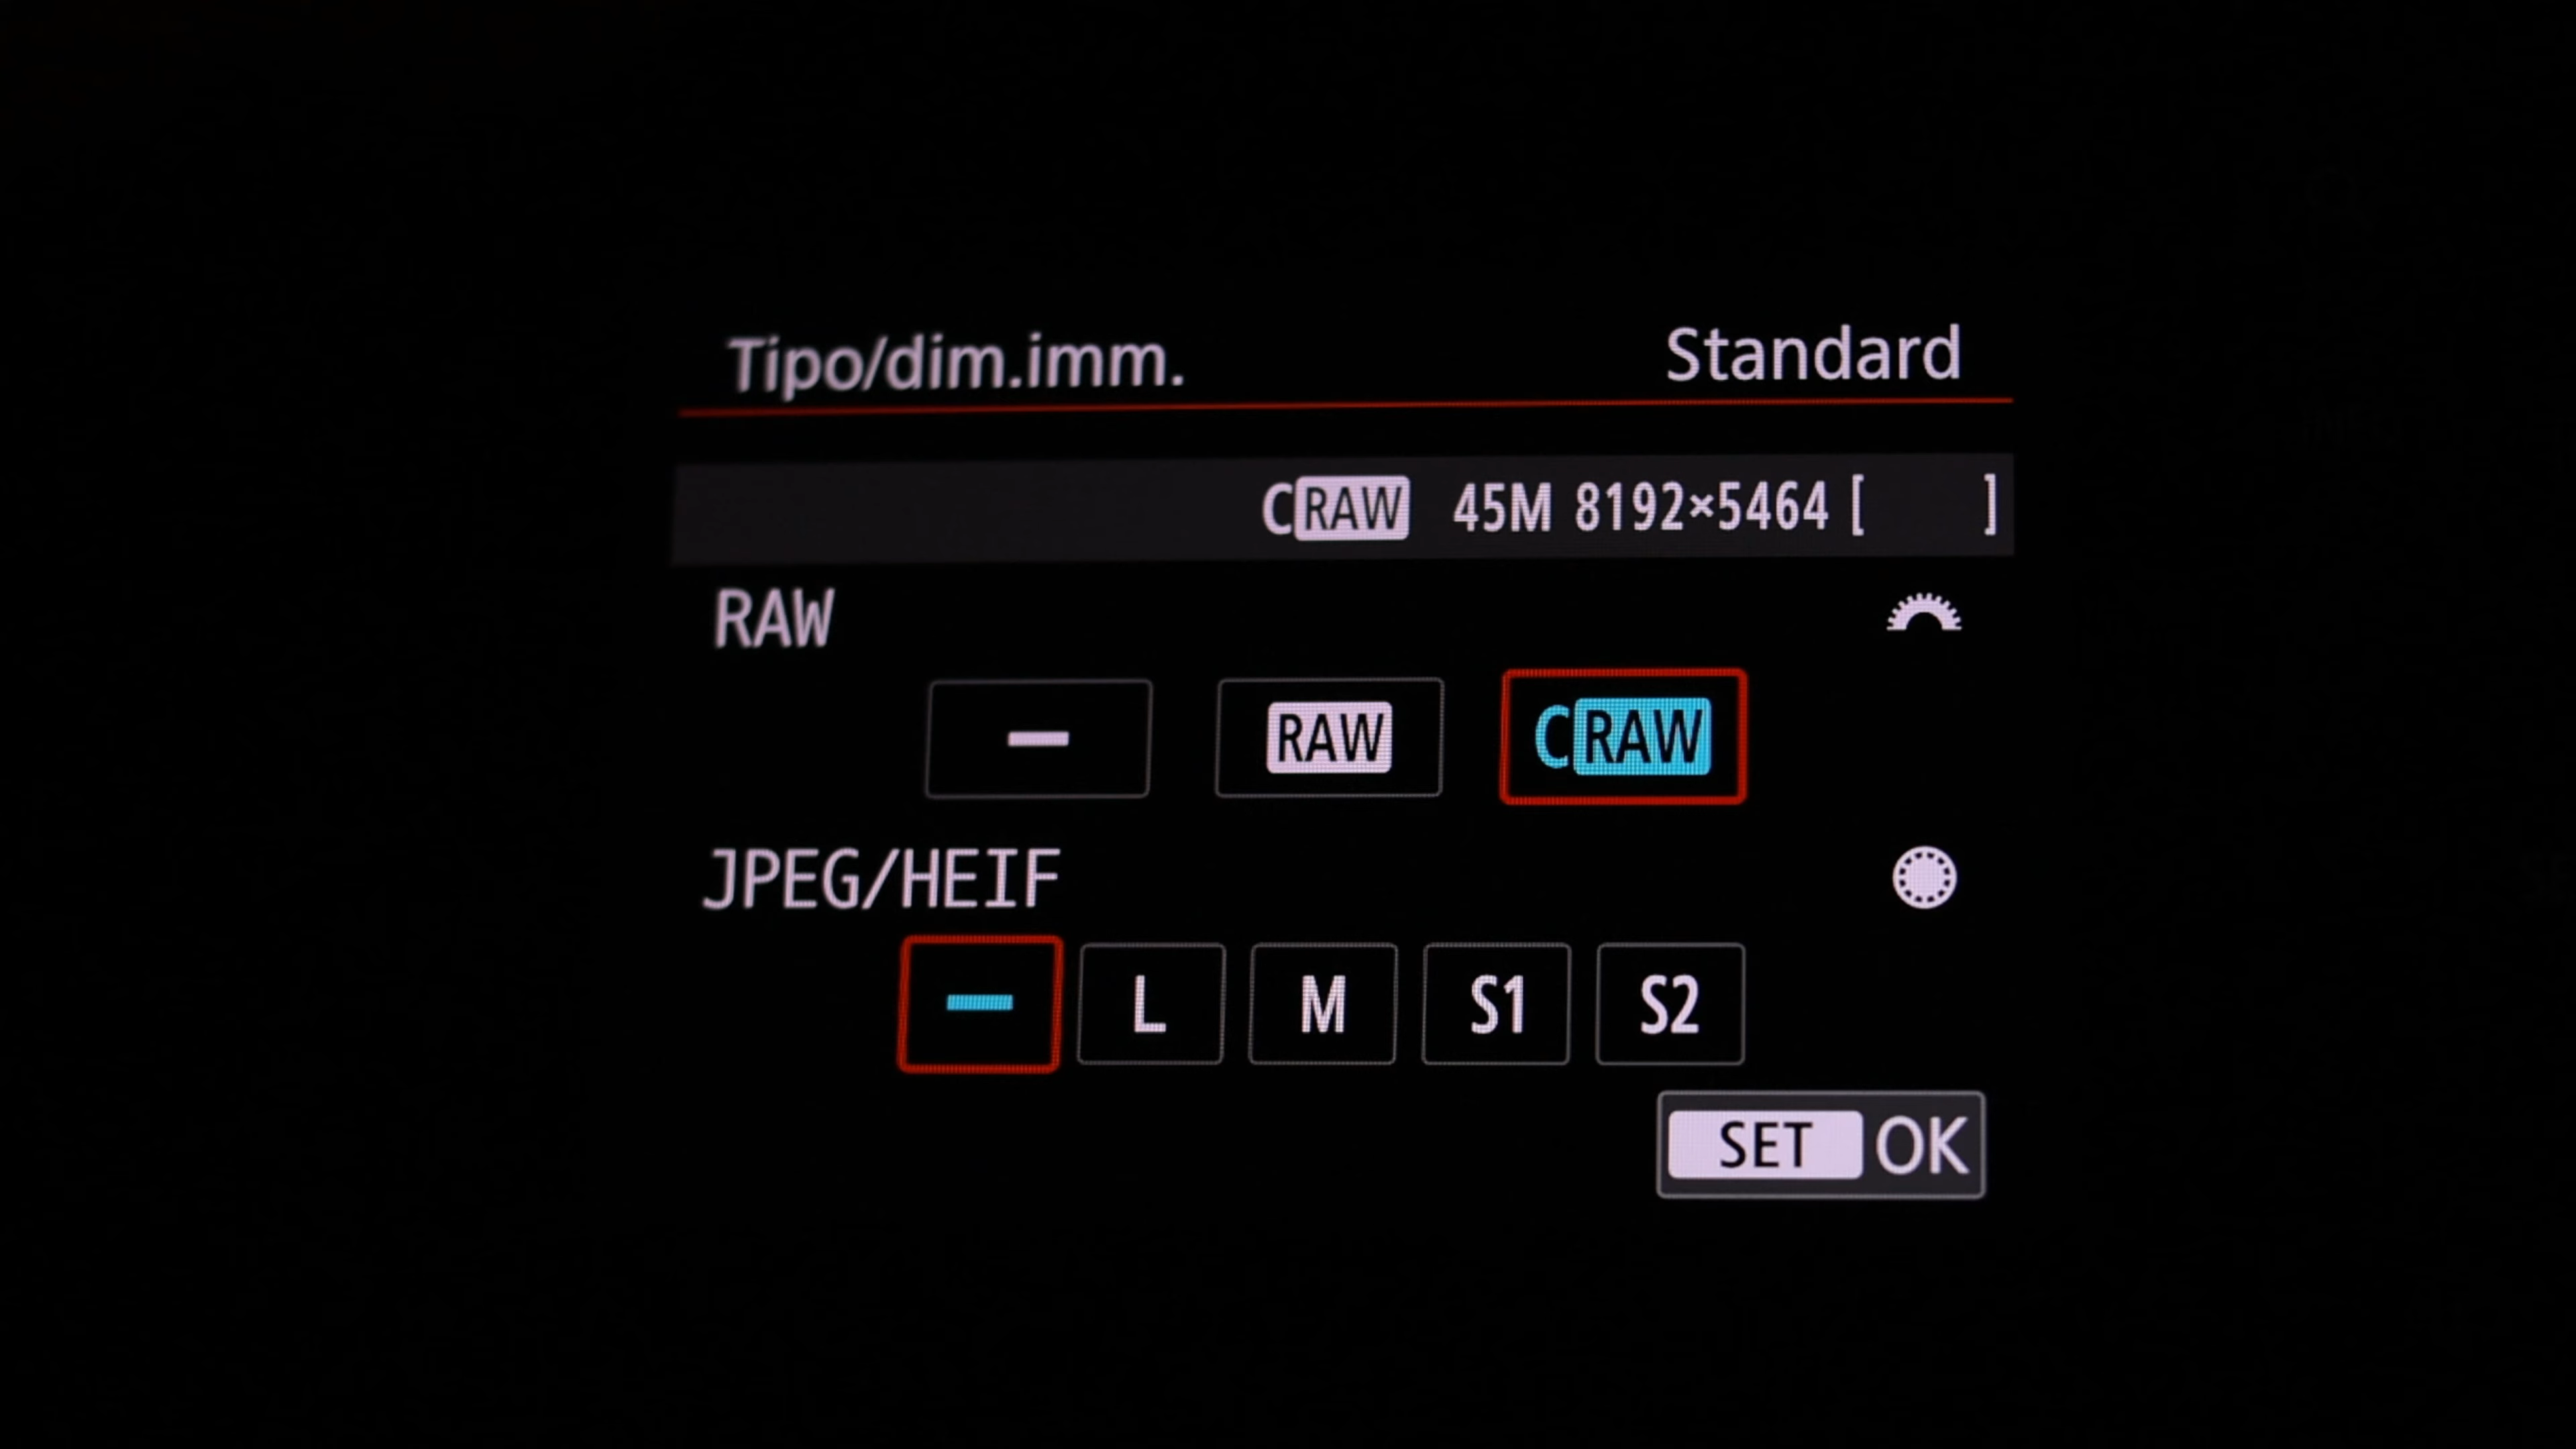 Tipo/dim.imm. Standard
CRAW 45M 8192×5464 [ ]
RAW
— RAW CRAW
JPEG/HEIF
— L M S1 S2
SET OK